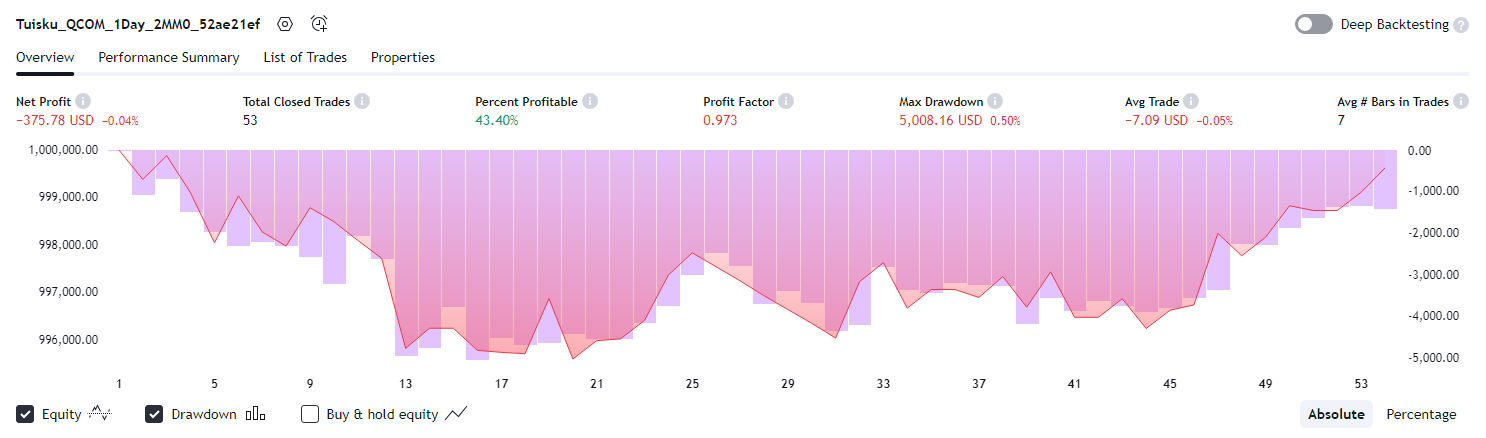 Tuisku_QCOM_1Day_2MM0_52ae21ef
Deep Backtesting ?
Overview Performance Summary List of Trades Properties
Net Profit i Total Closed Trades i Percent Profitable i Profit Factor i Max Drawdown i Avg Trade i Avg # Bars in Trades i
−375.78 USD −0.04% 53 43.40% 0.973 5,008.16 USD 0.50% −7.09 USD −0.05% 7
1,000,000.00 0.00
999,000.00 -1,000.00
998,000.00 -2,000.00
997,000.00 -3,000.00
996,000.00 -4,000.00
-5,000.00
1 5 9 13 17 21 25 29 33 37 41 45 49 53
Equity Drawdown Buy & hold equity Absolute Percentage